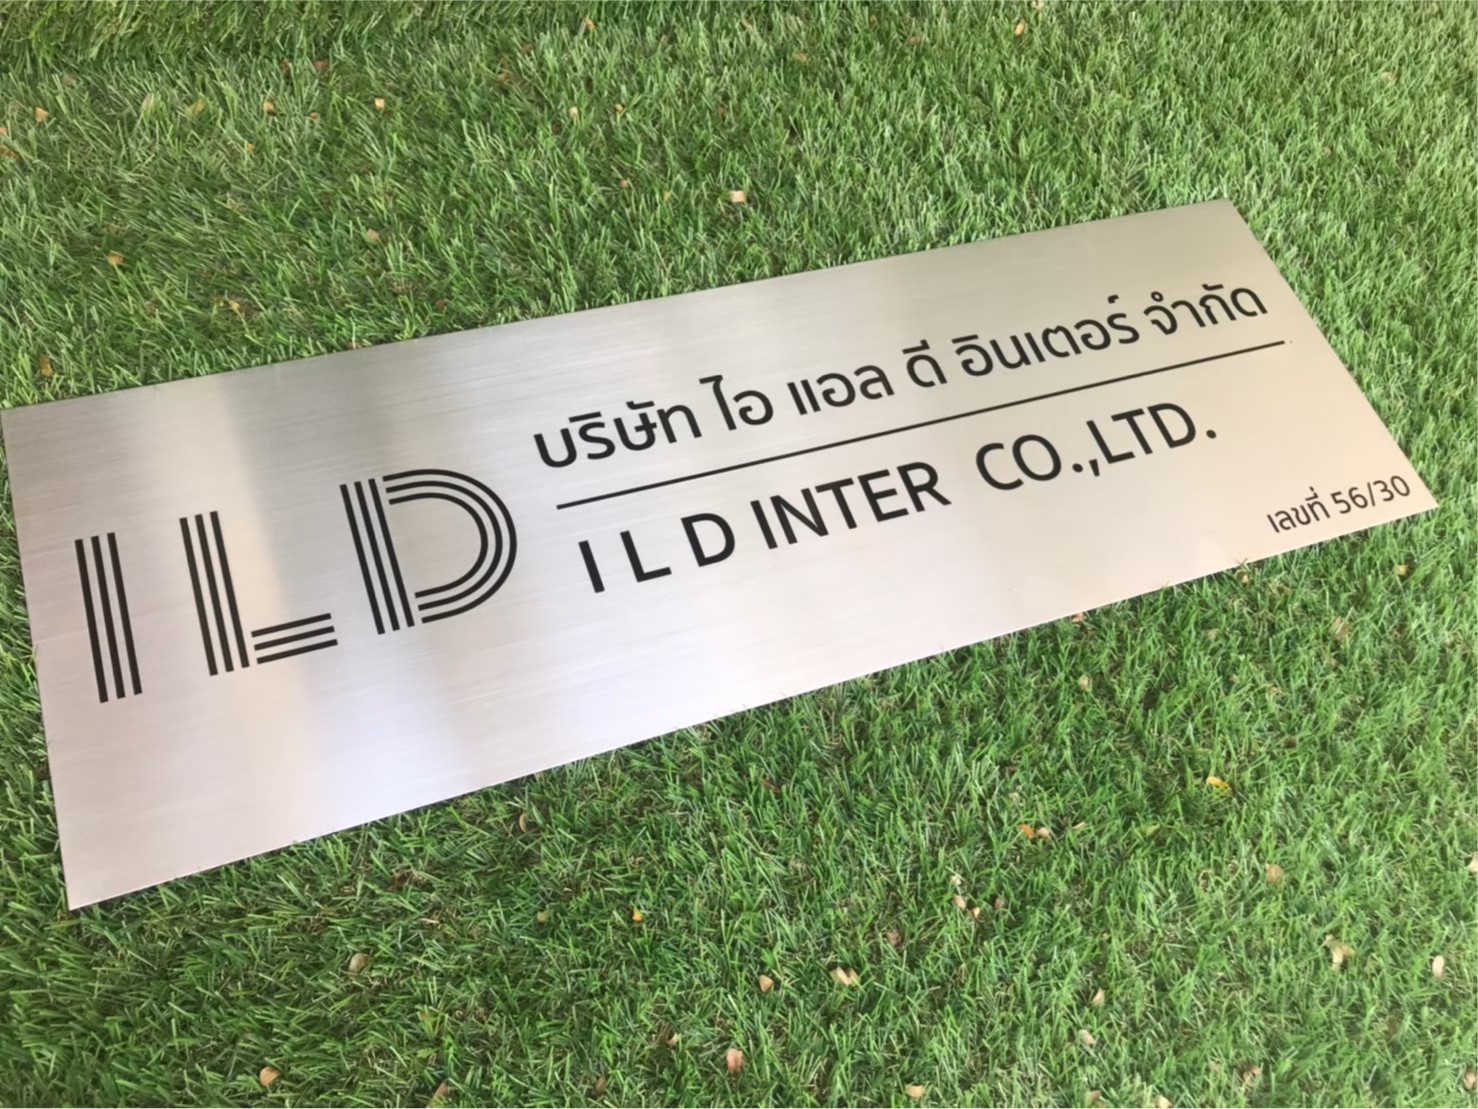 ILD
บริษัท ไอ แอล ดี อินเตอร์ จำกัด
I L D INTER CO.,LTD.
เลขที่ 56/30